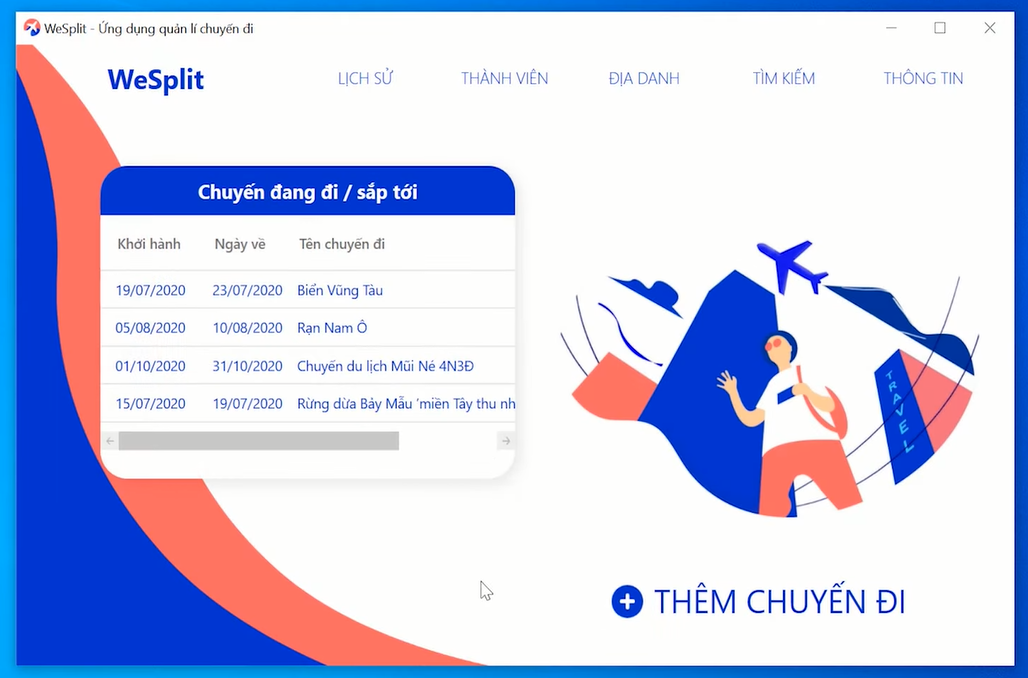 WeSplit - Ứng dụng quản lí chuyến đi
WeSplit LỊCH SỬ THÀNH VIÊN ĐỊA DANH TÌM KIẾM THÔNG TIN
Chuyến đang đi / sắp tới
Khởi hành Ngày về Tên chuyến đi
19/07/2020 23/07/2020 Biển Vũng Tàu
05/08/2020 10/08/2020 Rạn Nam Ô
01/10/2020 31/10/2020 Chuyến du lịch Mũi Né 4N3Đ
15/07/2020 19/07/2020 Rừng dừa Bảy Mẫu 'miền Tây thu nh
TRAVEL
THÊM CHUYẾN ĐI